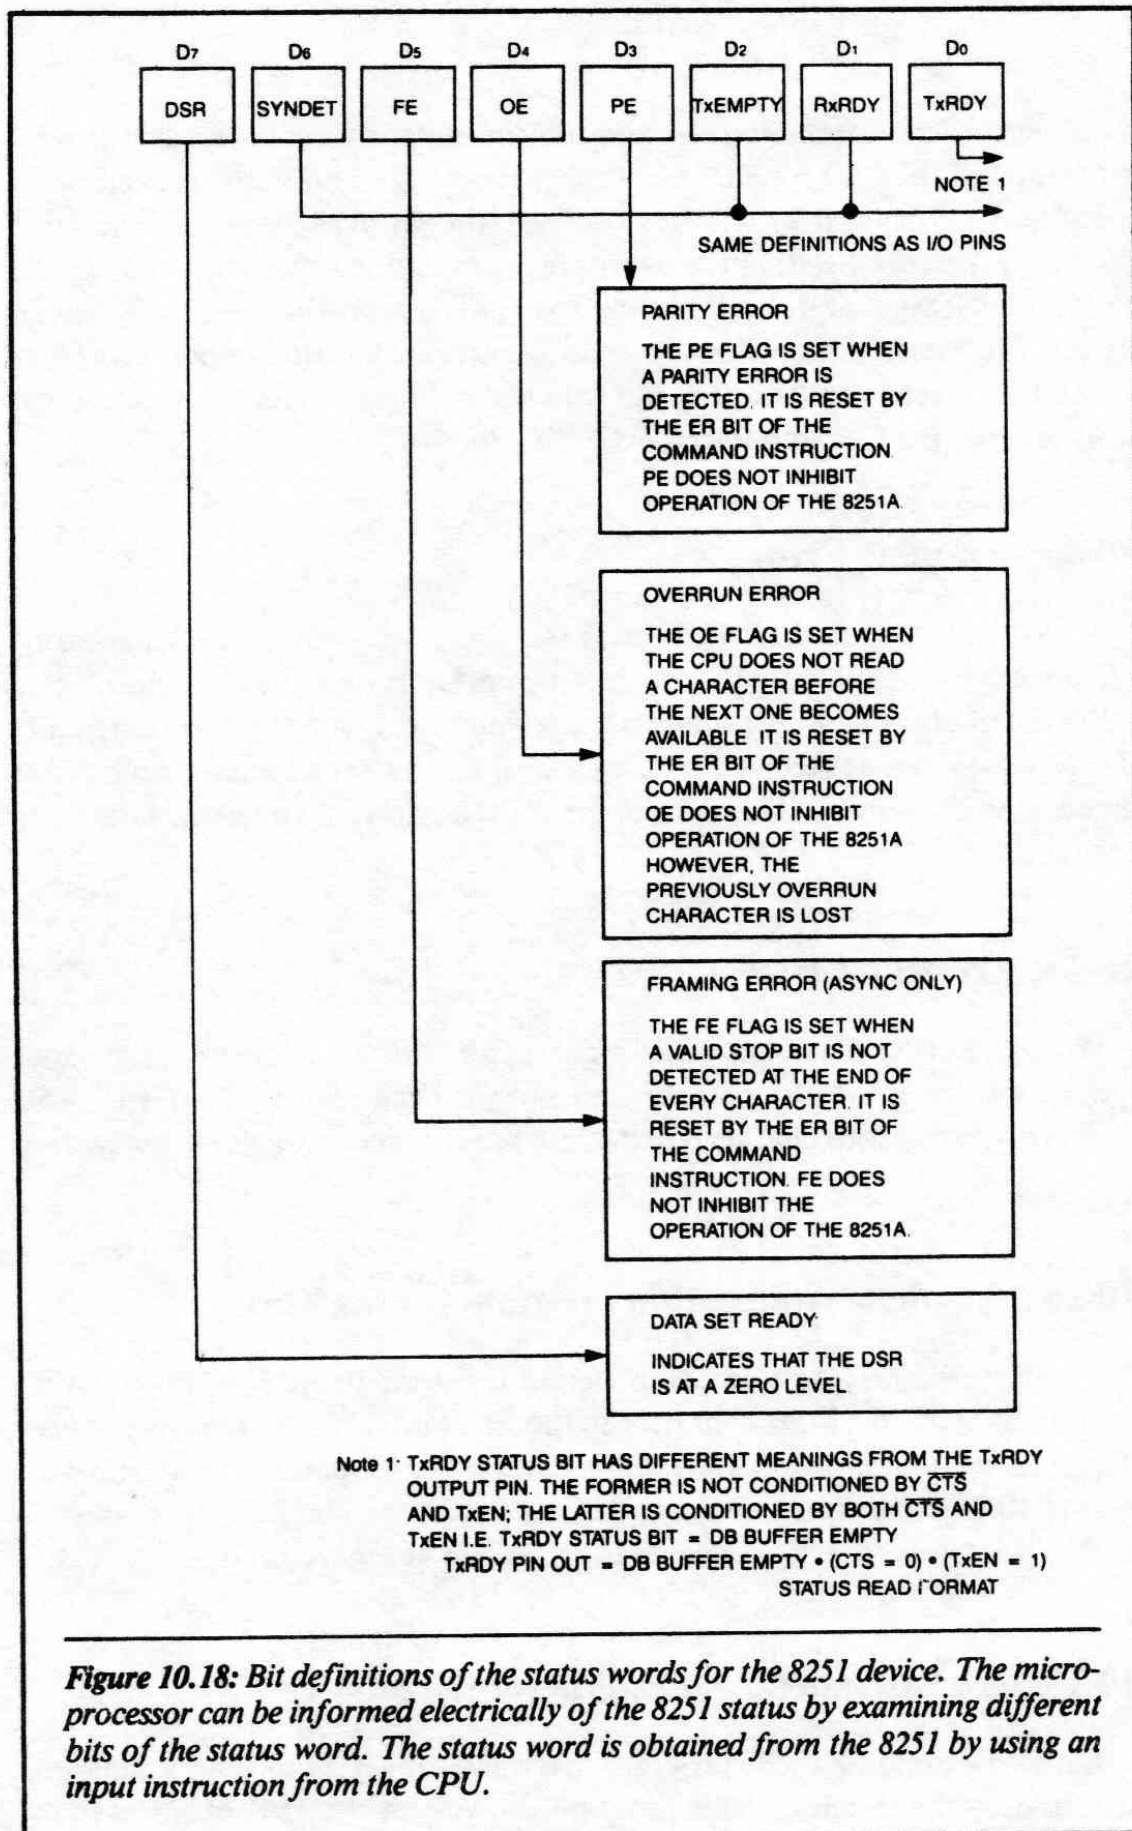 D7 D6 D5 D4 D3 D2 D1 D0
DSR SYNDET FE OE PE TxEMPTY RxRDY TxRDY
NOTE 1
SAME DEFINITIONS AS I/O PINS
PARITY ERROR
THE PE FLAG IS SET WHEN
A PARITY ERROR IS
DETECTED. IT IS RESET BY
THE ER BIT OF THE
COMMAND INSTRUCTION.
PE DOES NOT INHIBIT
OPERATION OF THE 8251A.
OVERRUN ERROR
THE OE FLAG IS SET WHEN
THE CPU DOES NOT READ
A CHARACTER BEFORE
THE NEXT ONE BECOMES
AVAILABLE IT IS RESET BY
THE ER BIT OF THE
COMMAND INSTRUCTION
OE DOES NOT INHIBIT
OPERATION OF THE 8251A
HOWEVER, THE
PREVIOUSLY OVERRUN
CHARACTER IS LOST
FRAMING ERROR (ASYNC ONLY)
THE FE FLAG IS SET WHEN
A VALID STOP BIT IS NOT
DETECTED AT THE END OF
EVERY CHARACTER. IT IS
RESET BY THE ER BIT OF
THE COMMAND
INSTRUCTION. FE DOES
NOT INHIBIT THE
OPERATION OF THE 8251A.
DATA SET READY
INDICATES THAT THE DSR
IS AT A ZERO LEVEL
Note 1: TxRDY STATUS BIT HAS DIFFERENT MEANINGS FROM THE TxRDY
OUTPUT PIN. THE FORMER IS NOT CONDITIONED BY C̅T̅S̅
AND TxEN; THE LATTER IS CONDITIONED BY BOTH C̅T̅S̅ AND
TxEN I.E. TxRDY STATUS BIT = DB BUFFER EMPTY
TxRDY PIN OUT = DB BUFFER EMPTY • (CTS = 0) • (TxEN = 1)
STATUS READ FORMAT
Figure 10.18: Bit definitions of the status words for the 8251 device. The micro-
processor can be informed electrically of the 8251 status by examining different
bits of the status word. The status word is obtained from the 8251 by using an
input instruction from the CPU.